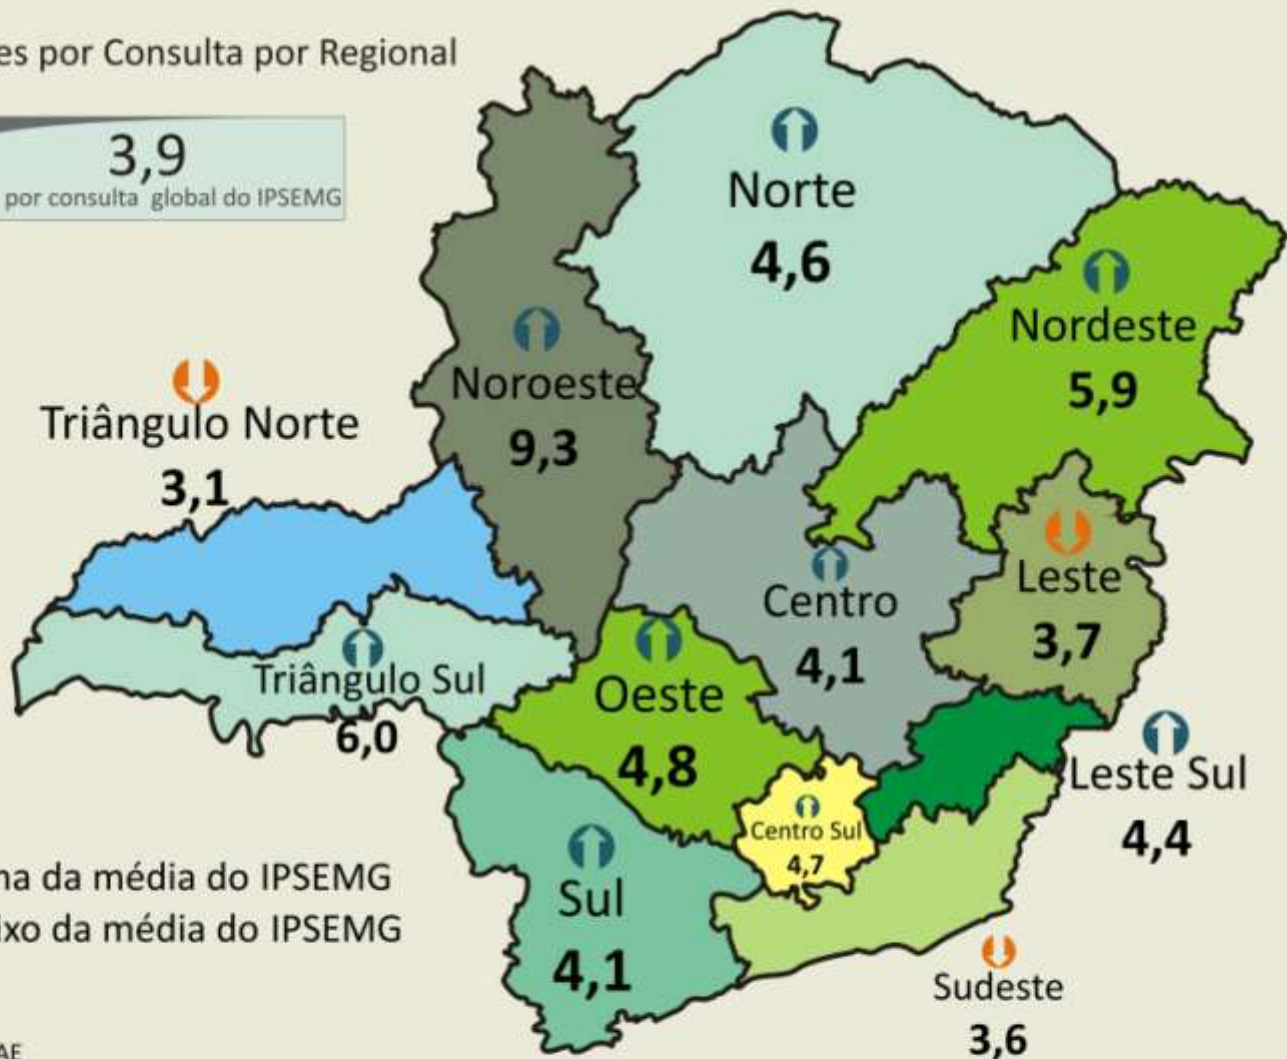 es por Consulta por Regional
3,9
por consulta global do IPSEMG
Norte
4,6
Nordeste
5,9
Noroeste
9,3
Triângulo Norte
3,1
Leste
3,7
Centro
4,1
Triângulo Sul
6,0
Oeste
4,8
Leste Sul
4,4
Centro Sul
4,7
Sul
4,1
na da média do IPSEMG
ixo da média do IPSEMG
Sudeste
3,6
AE